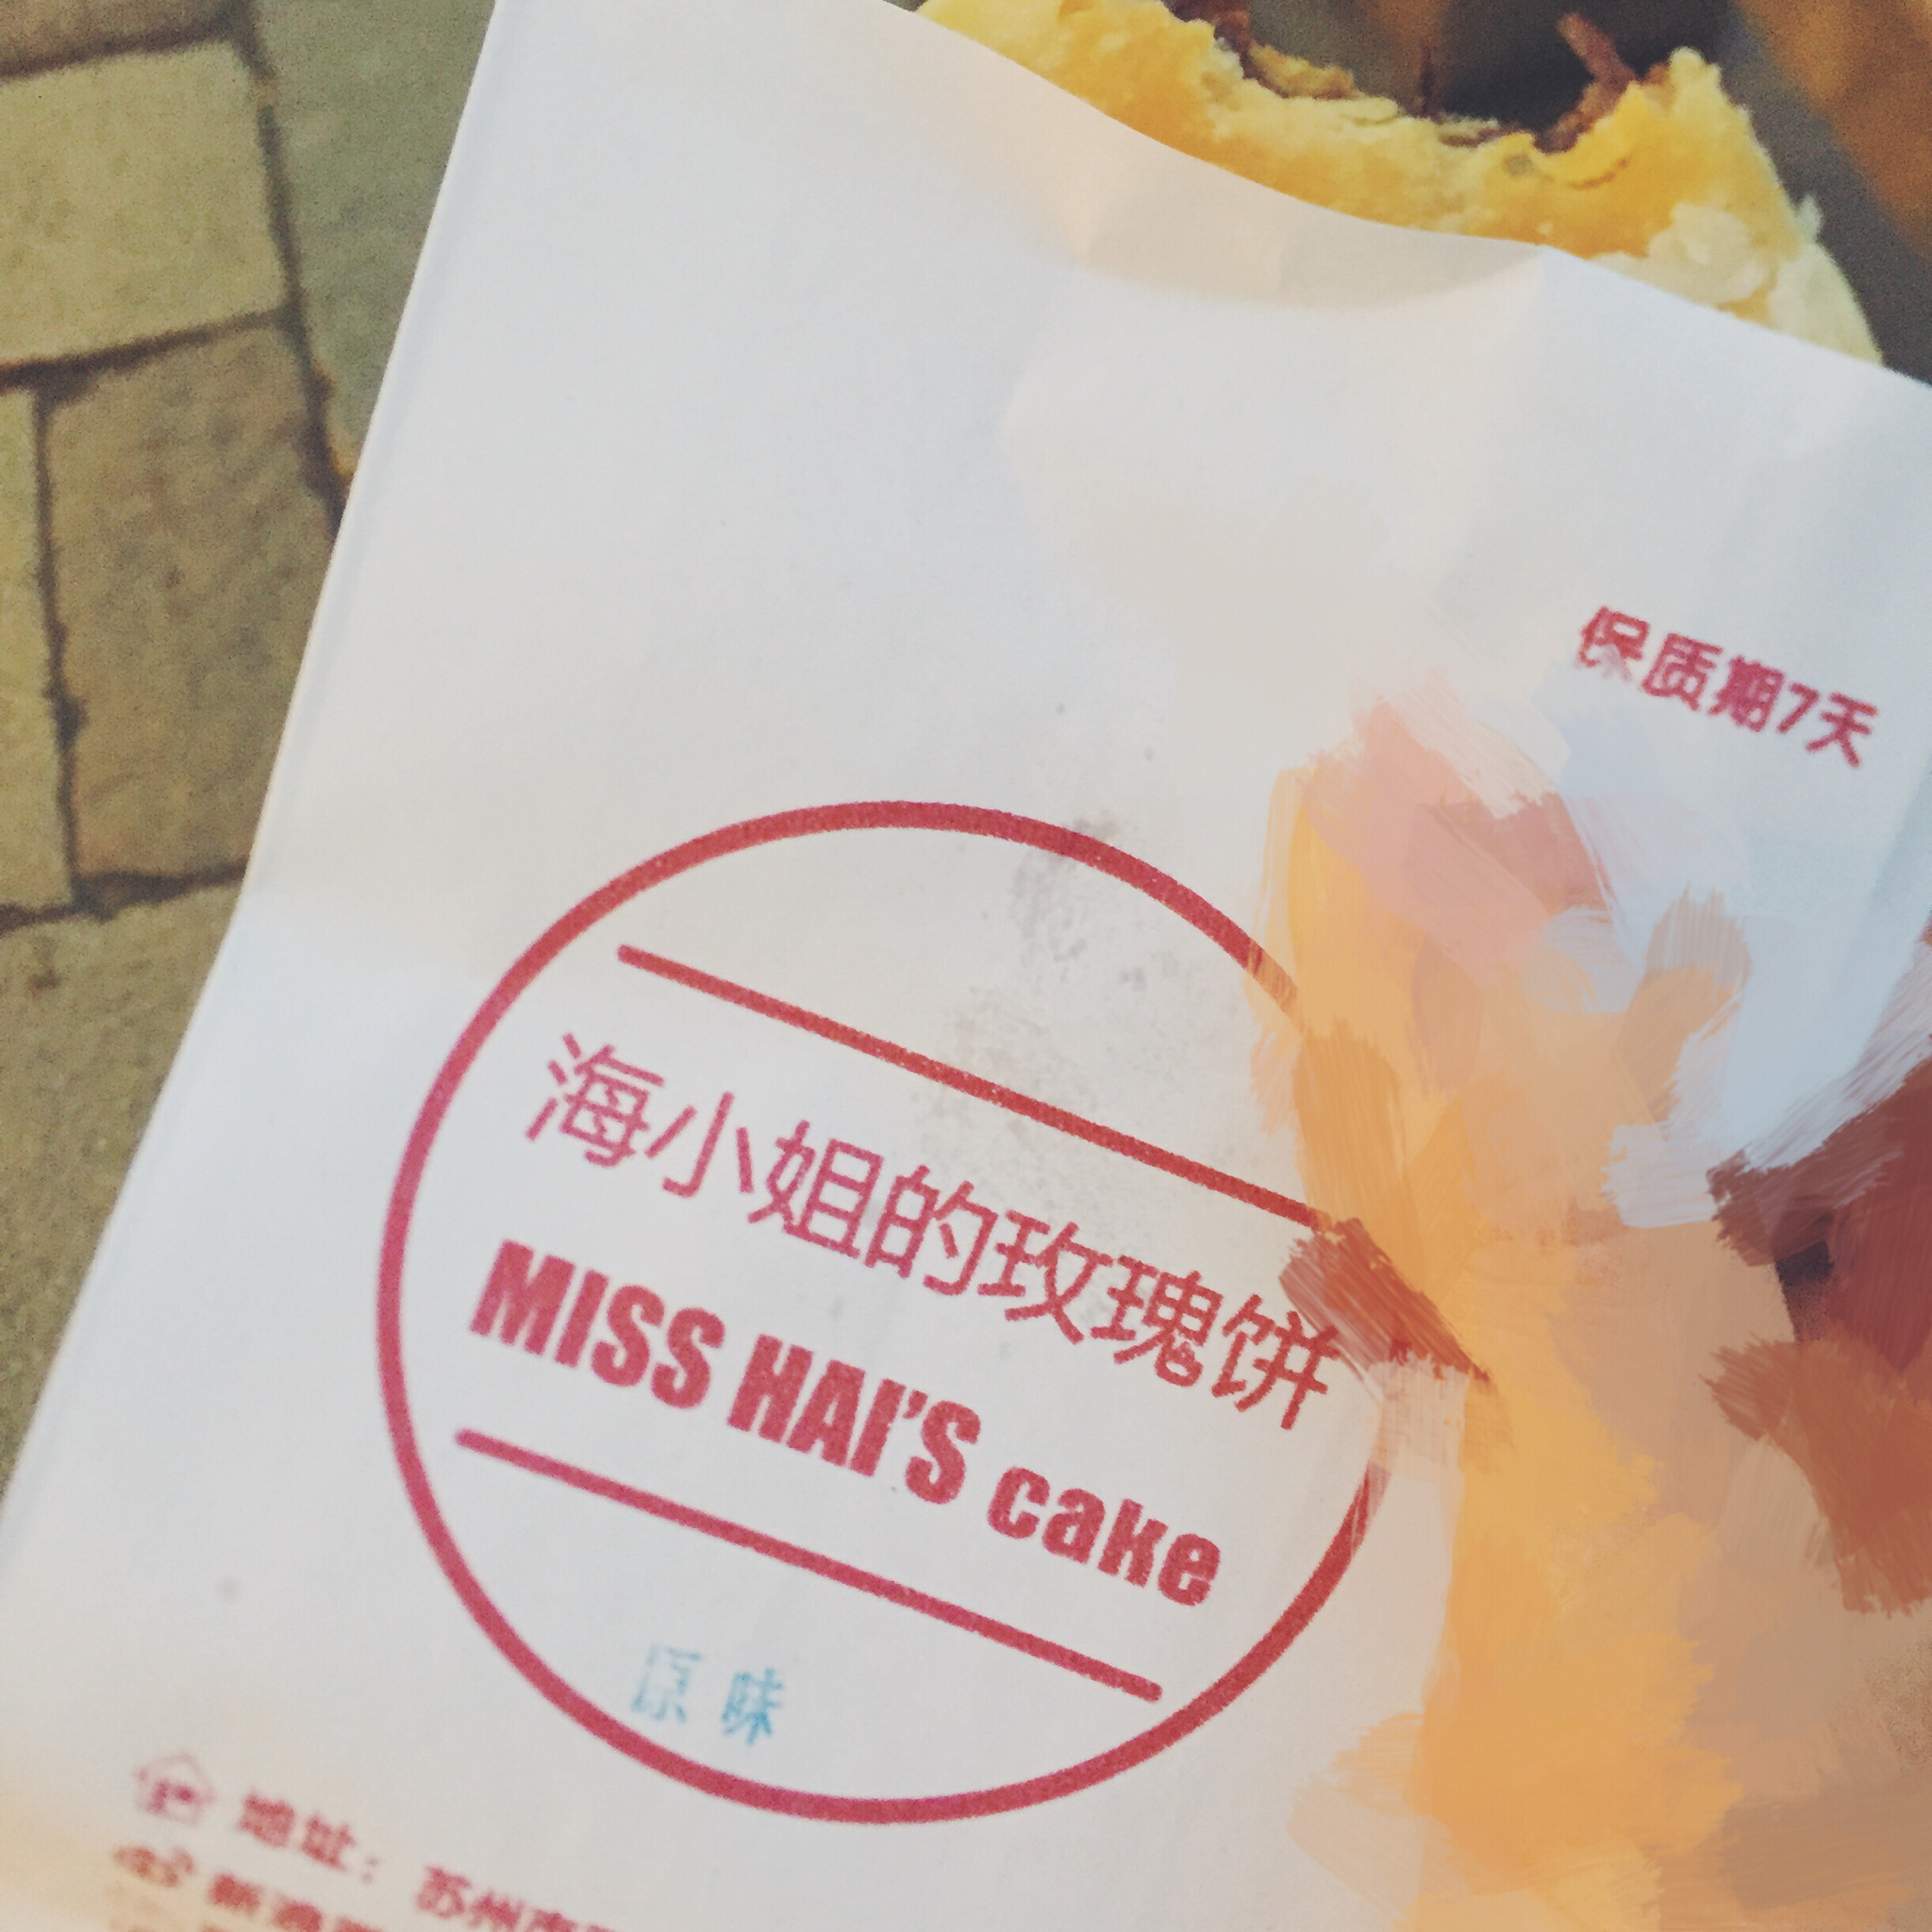 保质期7天
海小姐的玫瑰饼
MISS HAI'S cake
原味
地址：苏州市